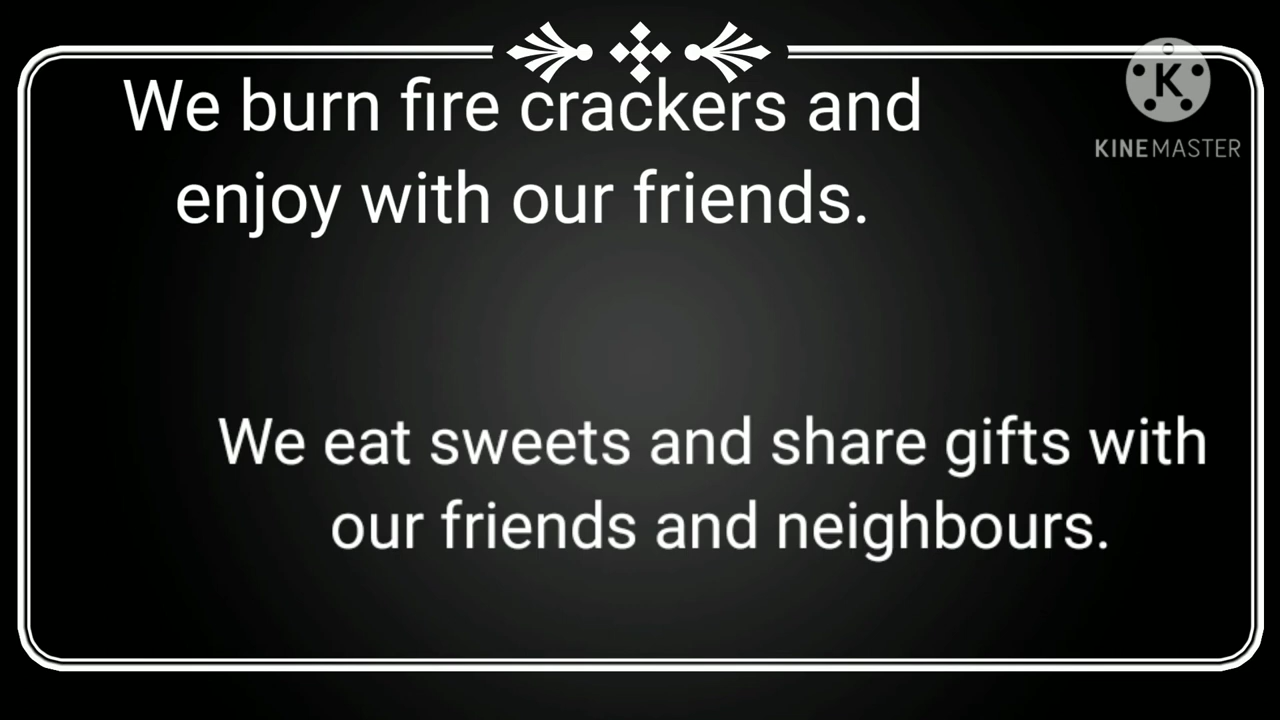 We burn fire crackers and
enjoy with our friends.
K
KINEMASTER
We eat sweets and share gifts with
our friends and neighbours.